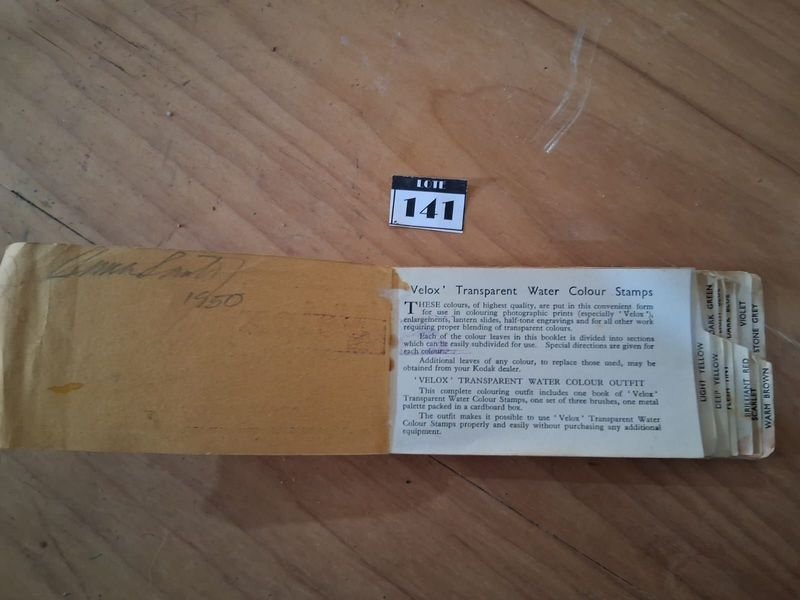 LOTE
141
1950
Velox' Transparent Water Colour Stamps
THESE colours, of highest quality, are put in this convenient form
for use in colouring photographic prints (especially 'Velox'),
enlargements, lantern slides, half-tone engravings and for all other work
requiring proper blending of transparent colours.
Each of the colour leaves in this booklet is divided into sections
which can be easily subdivided for use. Special directions are given for
each colour.
Additional leaves of any colour, to replace those used, may be
obtained from your Kodak dealer.
'VELOX' TRANSPARENT WATER COLOUR OUTFIT
This complete colouring outfit includes one book of 'Velox'
Transparent Water Colour Stamps, one set of three brushes, one metal
palette packed in a cardboard box.
The outfit makes it possible to use 'Velox' Transparent Water
Colour Stamps properly and easily without purchasing any additional
equipment.
LIGHT YELLOW
DARK GREEN
DEEP YELLOW
BRILLIANT RED
VIOLET
SCARLET
STONE GREY
WARM BROWN